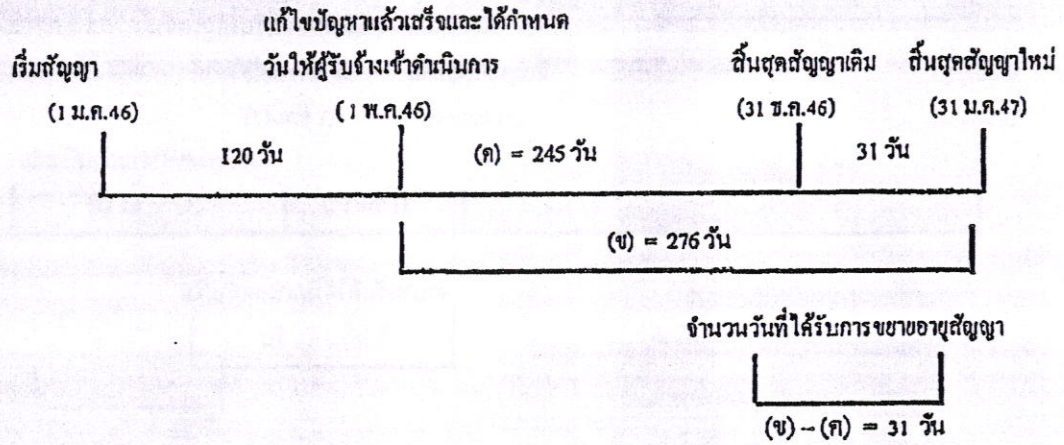 แก้ไขปัญหาแล้วเสร็จและได้กำหนด
เริ่มสัญญา วันให้ผู้รับจ้างเข้าดำเนินการ สิ้นสุดสัญญาเดิม สิ้นสุดสัญญาใหม่
(1 ม.ค.46) (1 พ.ค.46) (31 ธ.ค.46) (31 ม.ค.47)
120 วัน (ค) = 245 วัน 31 วัน
(ข) = 276 วัน
จำนวนวันที่ได้รับการขยายอายุสัญญา
(ข) – (ค) = 31 วัน